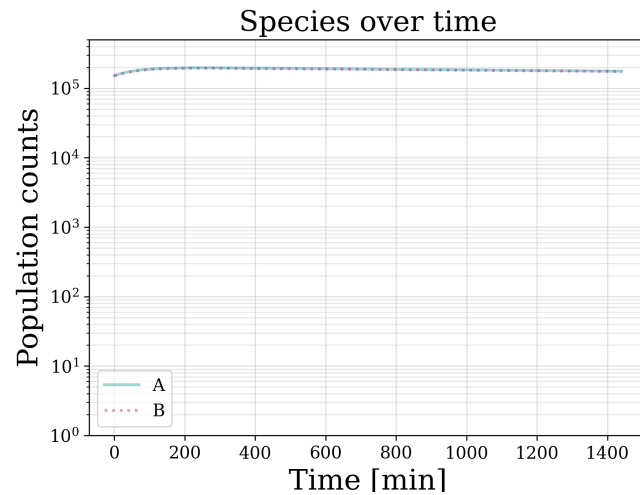 Species over time
Population counts
10^5
10^4
10^3
10^2
10^1
10^0
A
B
0 200 400 600 800 1000 1200 1400
Time [min]